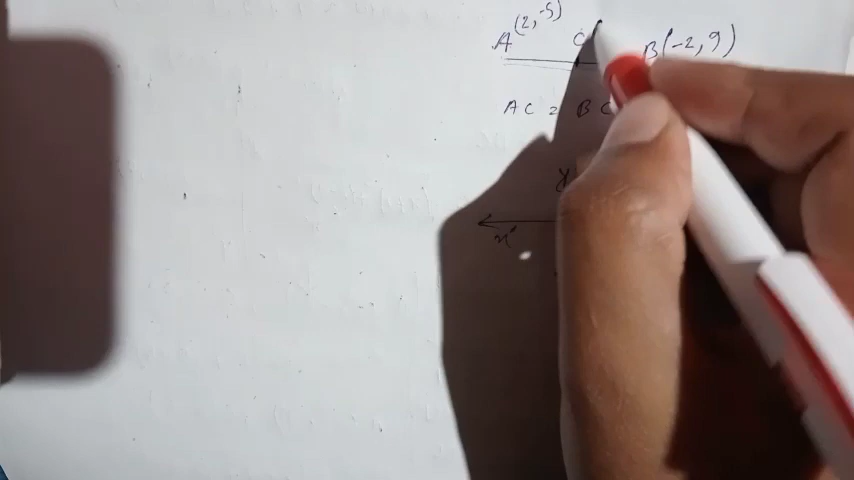 A (2, -5) C B(-2, 9)
AC = BC
x'